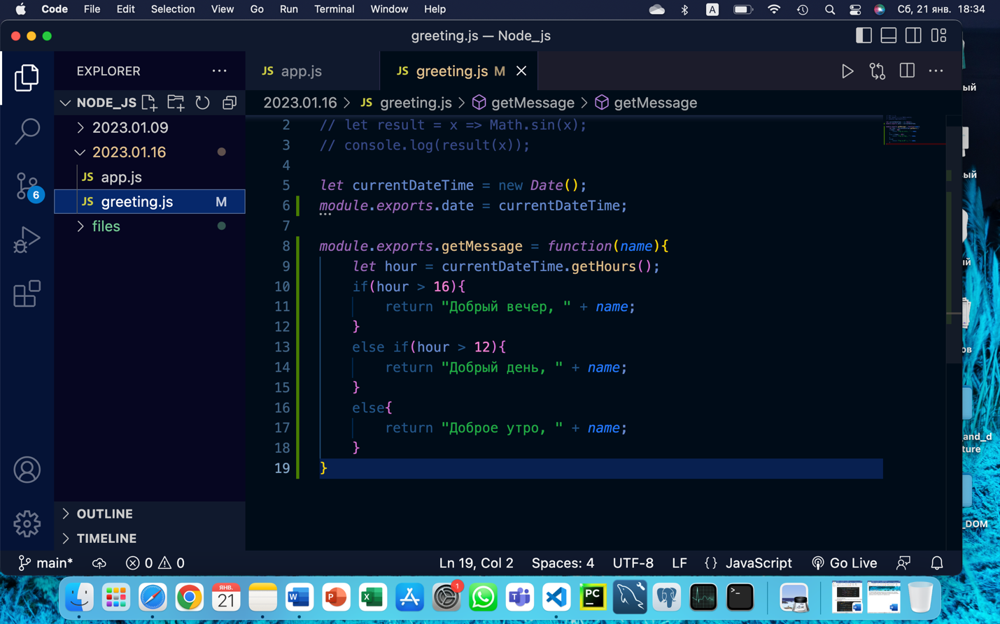 Code File Edit Selection View Go Run Terminal Window Help A Сб, 21 янв. 18:34
greeting.js — Node_js
EXPLORER
NODE_JS
2023.01.09
2023.01.16
JS app.js
JS greeting.js M
files
6
OUTLINE
TIMELINE
JS app.js JS greeting.js M
2023.01.16 > JS greeting.js > getMessage > getMessage
2 // let result = x => Math.sin(x);
3 // console.log(result(x));
4
5 let currentDateTime = new Date();
6 module.exports.date = currentDateTime;
7
8 module.exports.getMessage = function(name){
9 let hour = currentDateTime.getHours();
10 if(hour > 16){
11 return "Добрый вечер, " + name;
12 }
13 else if(hour > 12){
14 return "Добрый день, " + name;
15 }
16 else{
17 return "Доброе утро, " + name;
18 }
19 }
main* 0 0 Ln 19, Col 2 Spaces: 4 UTF-8 LF {} JavaScript Go Live
ый
ый
ий
ов
_and_d
ture
_DOM
ЯНВ.
21
W P X 1 PC >_